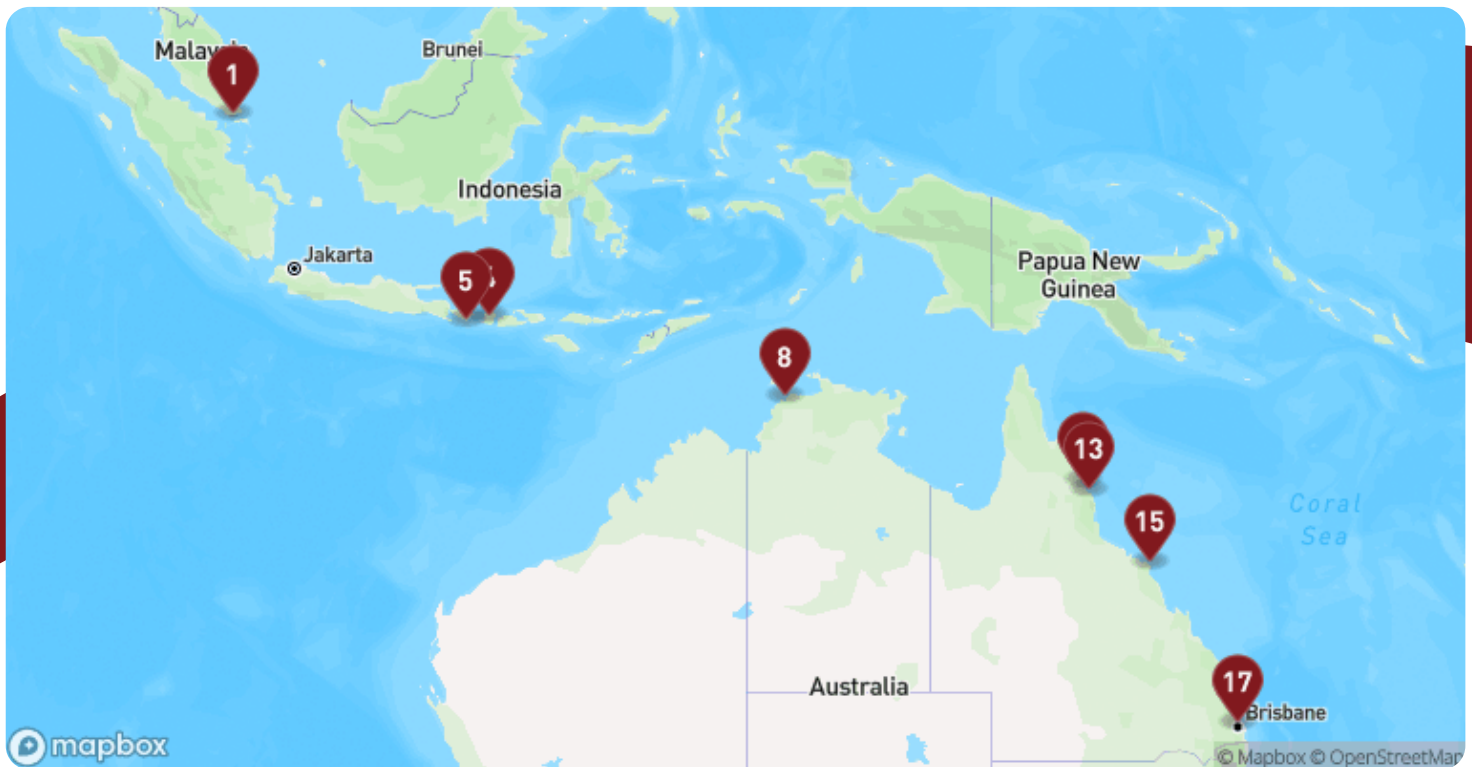 Brunei
1
Indonesia
Jakarta
5
Papua New
Guinea
8
13
Coral
Sea
15
17
Australia
Brisbane
mapbox
© Mapbox © OpenStreetMap